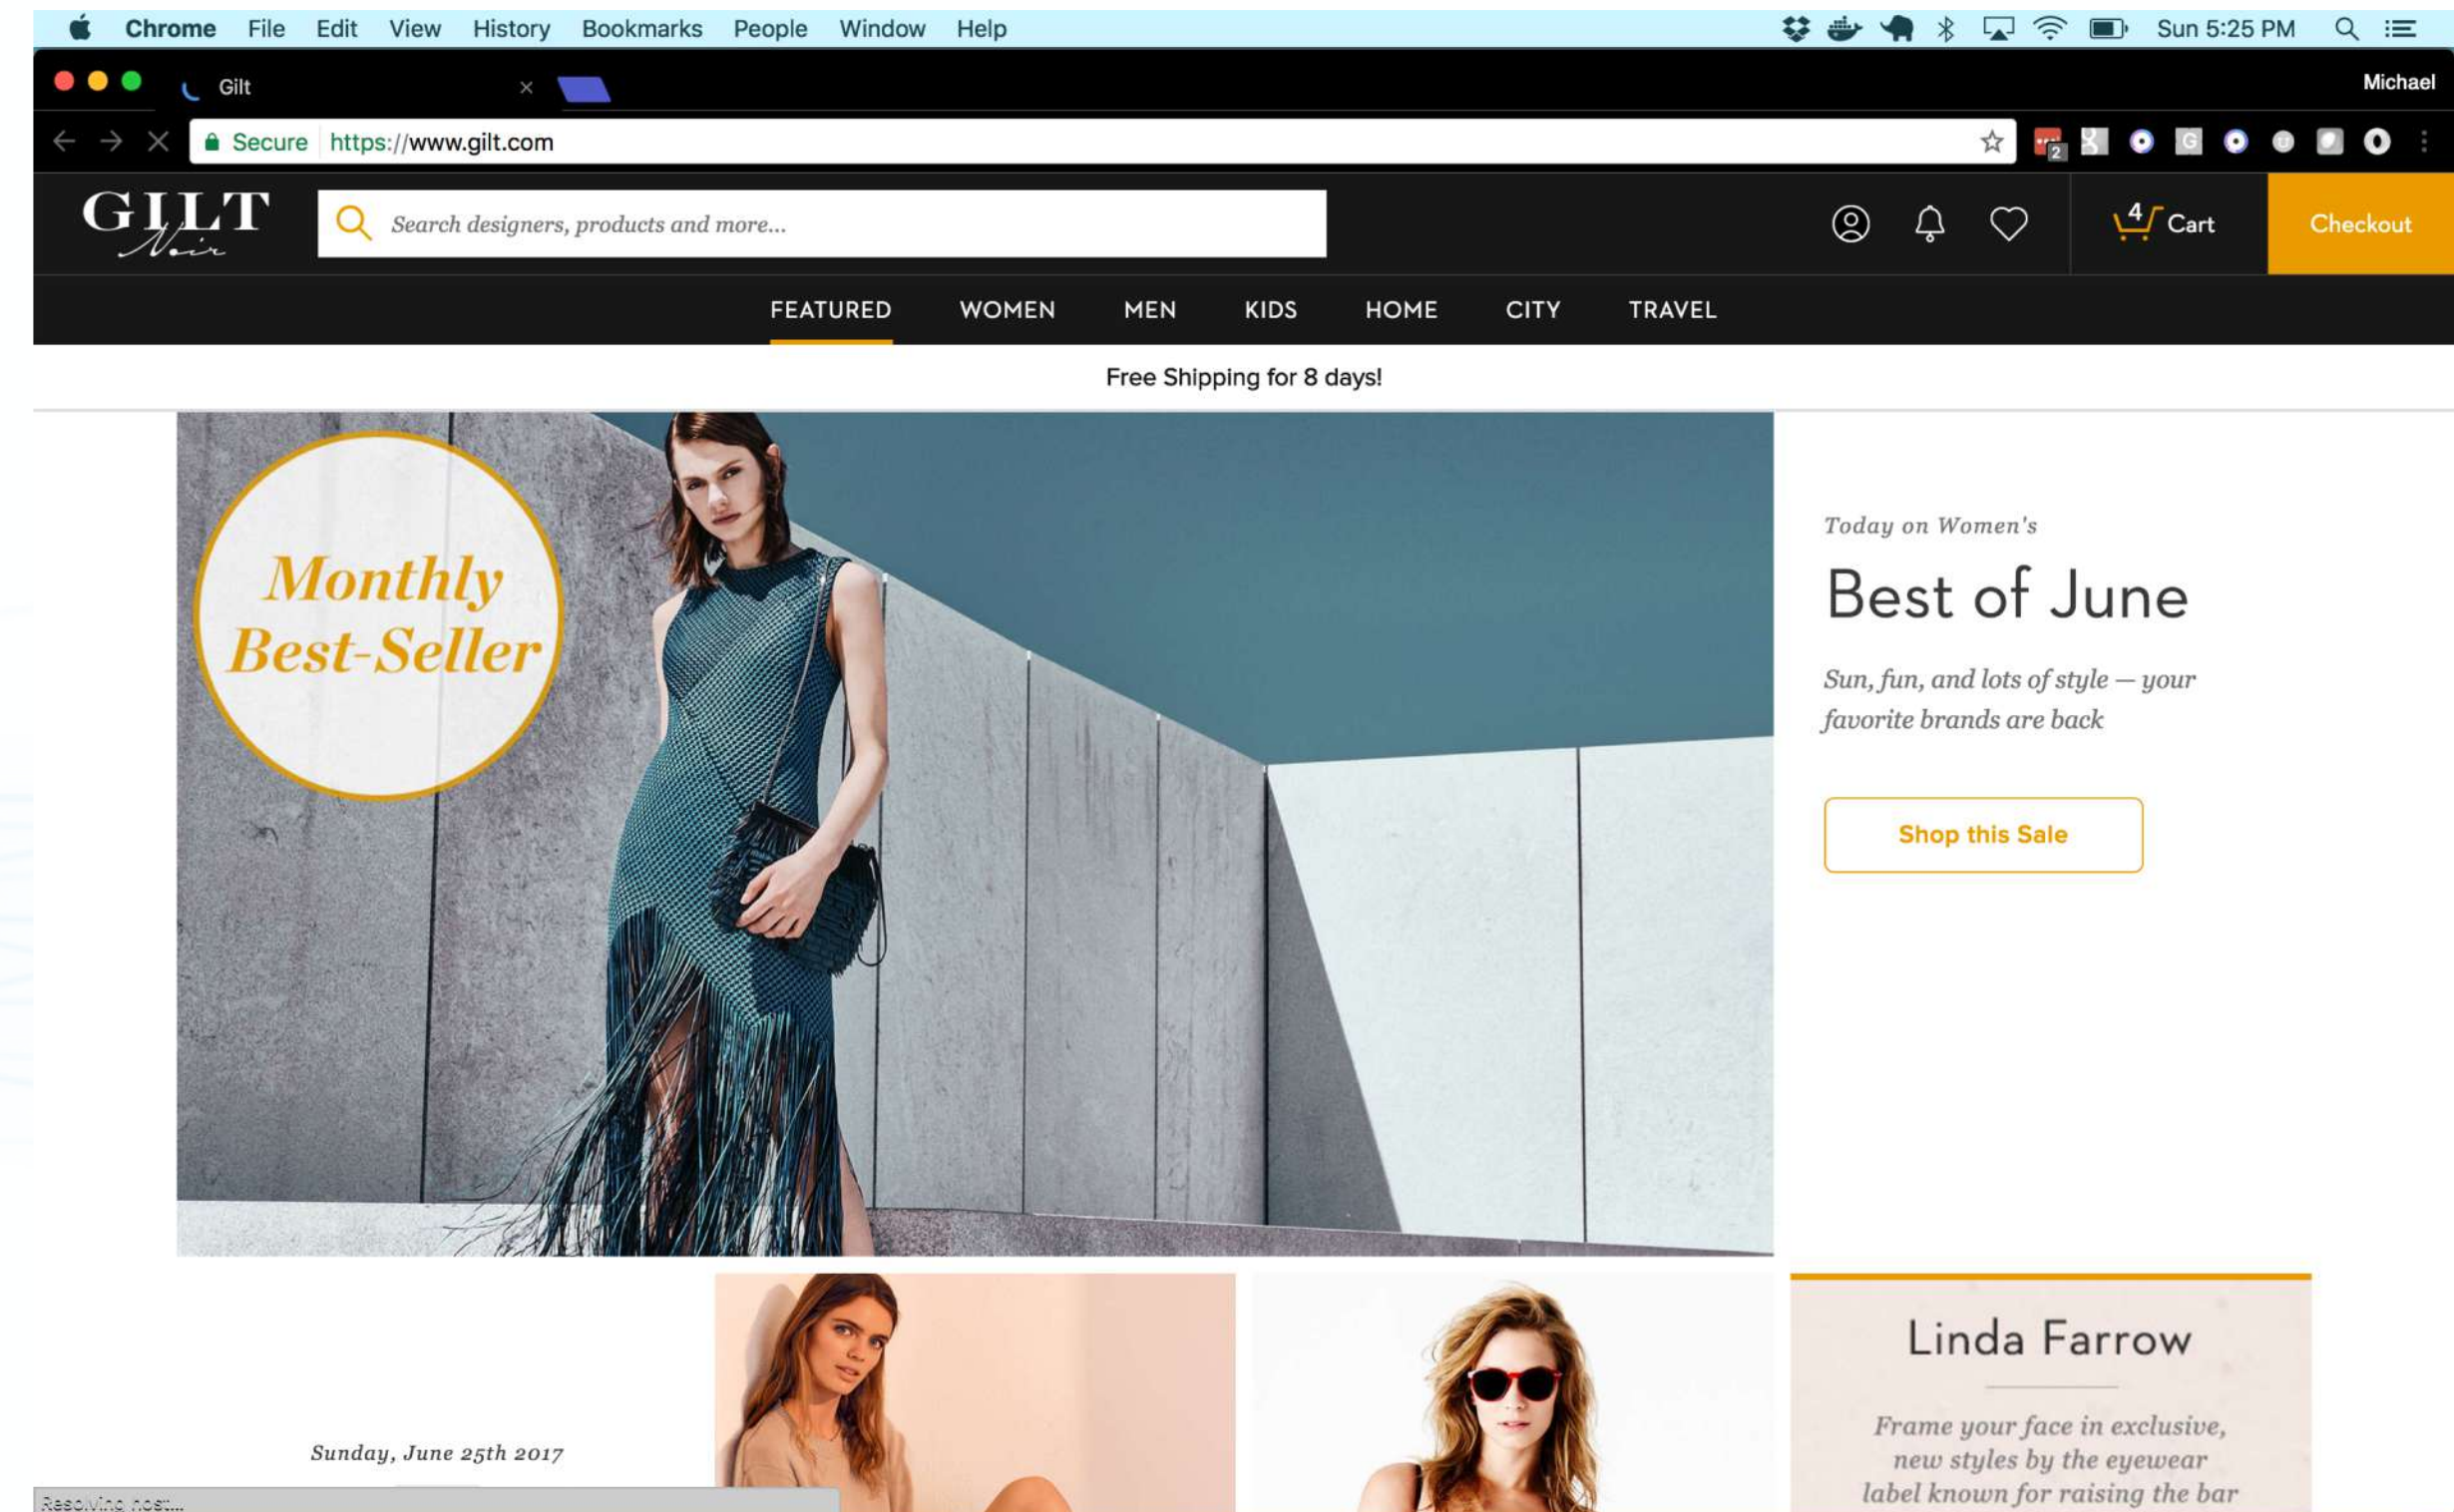 Chrome File Edit View History Bookmarks People Window Help Sun 5:25 PM
Gilt Michael
Secure https://www.gilt.com 2 G
GILT Noir Search designers, products and more... 4 Cart Checkout
FEATURED WOMEN MEN KIDS HOME CITY TRAVEL
Free Shipping for 8 days!
Monthly
Best-Seller
Today on Women's
Best of June
Sun, fun, and lots of style — your
favorite brands are back
Shop this Sale
Linda Farrow
Frame your face in exclusive,
new styles by the eyewear
label known for raising the bar
Sunday, June 25th 2017
Resolving host...